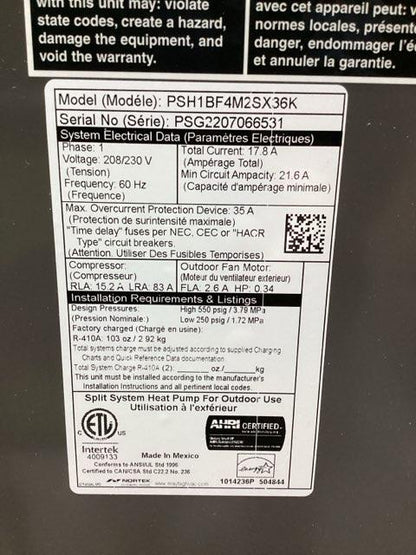 with this unit may: violate
state codes, create a hazard,
damage the equipment, and
void the warranty.
avec cet appareil peut: v
normes locales, présente
danger, endommager l'é
et annuler la garantie.
Model (Modéle): PSH1BF4M2SX36K
Serial No (Série): PSG2207066531
System Electrical Data (Paramètres Electriques)
Phase: 1
Voltage: 208/230 V
(Tension)
Frequency: 60 Hz
(Frequence)
Total Current: 17.8 A
(Ampérage Total)
Min Circuit Ampacity: 21.6 A
(Capacité d'ampérage minimale)
Max. Overcurrent Protection Device: 35 A
(Protection de surintensité maximale)
"Time delay" fuses per NEC, CEC or "HACR
Type" circuit breakers.
(Attention. Utiliser Des Fusibles Temporises)
Compressor:
(Compresseur)
RLA: 15.2 A LRA: 83 A
Outdoor Fan Motor:
(Moteur du ventilateur extérieur)
FLA: 2.6 A HP: 0.34
Installation Requirements & Listings
Design Pressures:
(Pression Nominale:)
High 550 psig / 3.79 MPa
Low 250 psig / 1.72 MPa
Factory charged (Chargé en usine):
R-410A: 103 oz / 2.92 kg
Total systems charge must be adjusted according to supplied Charging
Charts and Quick Reference Data documentation.
Total System Charge R-410A (2): oz./ kg
This unit must be installed according to the manufacturer's
Installation Instructions and all pertinent local codes.
Split System Heat Pump For Outdoor Use
Utilisation à l'extérieur
C ETL US
Intertek
4009133
AHRI CERTIFIED
Made In Mexico
Conforms to ANSI/UL Std 1995
Certified to CAN/CSA Std C22.2 No. 236
NORTEK
1014236P 504844